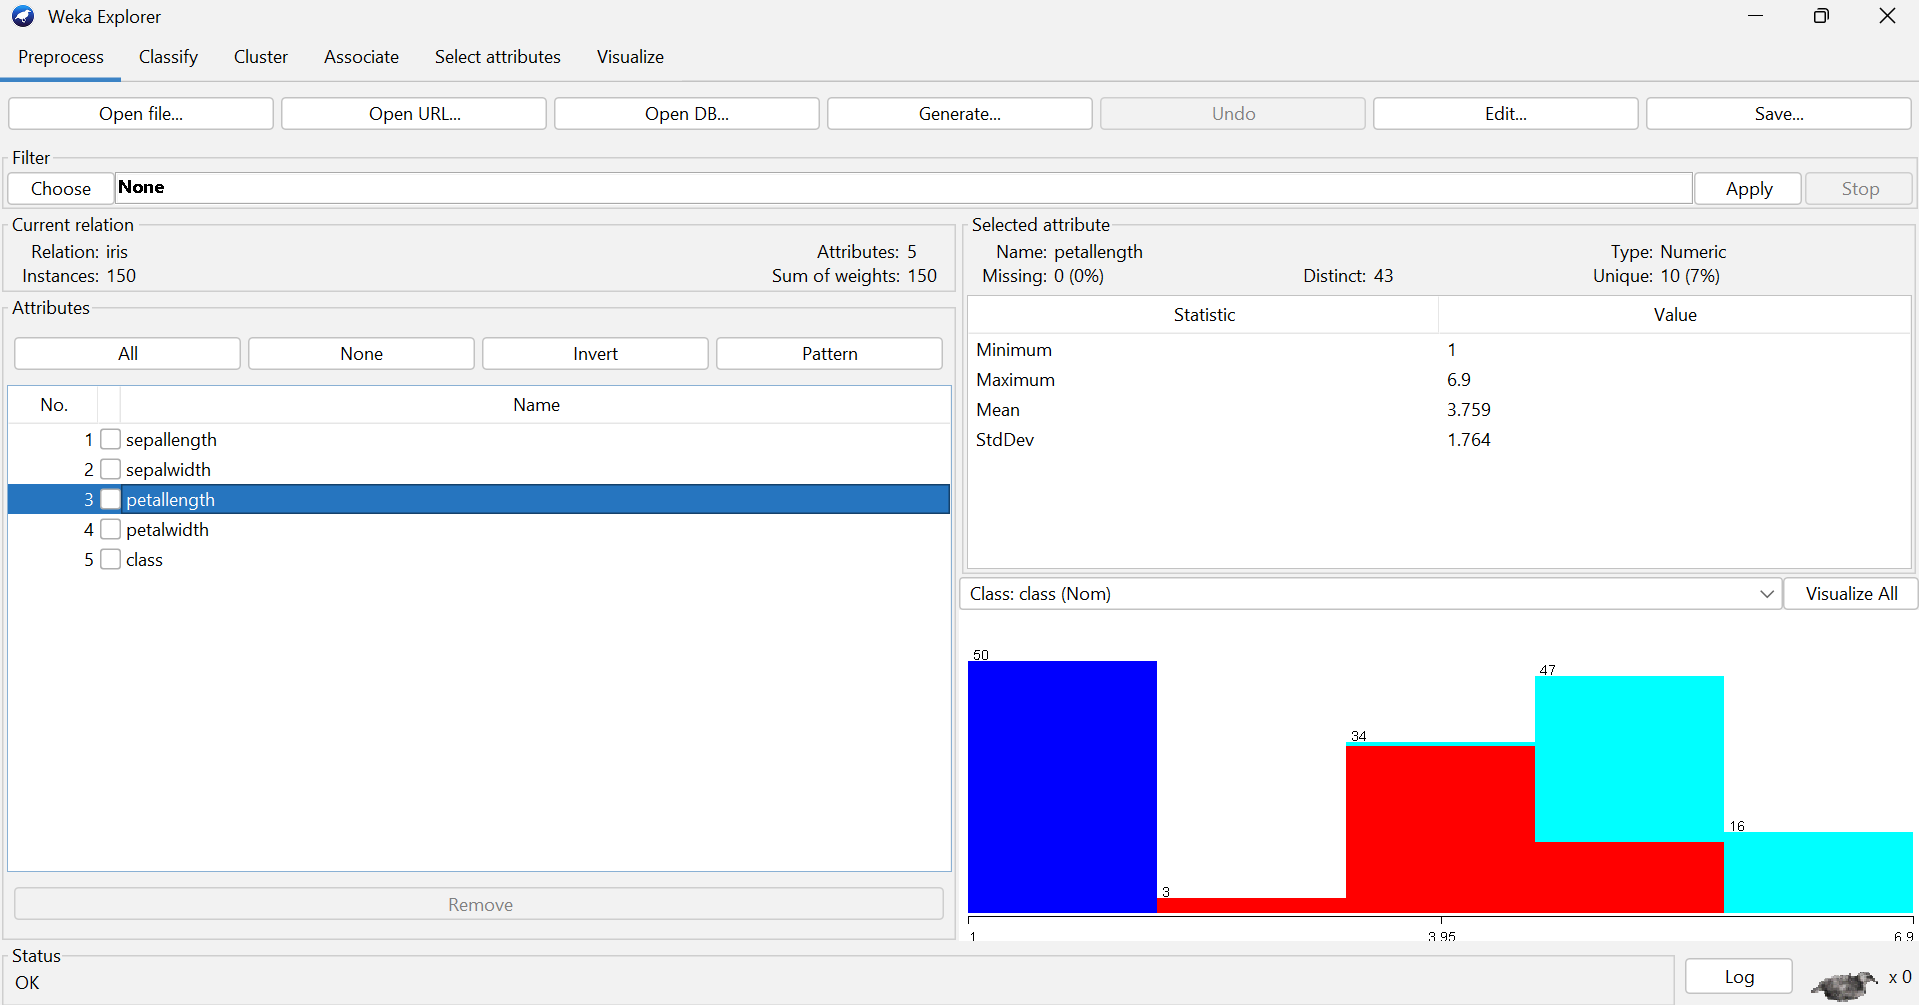 Weka Explorer
Preprocess Classify Cluster Associate Select attributes Visualize
Open file... Open URL... Open DB... Generate... Undo Edit... Save...
Filter
Choose None Apply Stop
Current relation
Relation: iris Attributes: 5
Instances: 150 Sum of weights: 150
Attributes
All None Invert Pattern
No. Name
1 sepallength
2 sepalwidth
3 petallength
4 petalwidth
5 class
Remove
Selected attribute
Name: petallength Type: Numeric
Missing: 0 (0%) Distinct: 43 Unique: 10 (7%)
Statistic Value
Minimum 1
Maximum 6.9
Mean 3.759
StdDev 1.764
Class: class (Nom) Visualize All
50
47
34
16
3
1 3.95 6.9
Status
OK
Log x 0